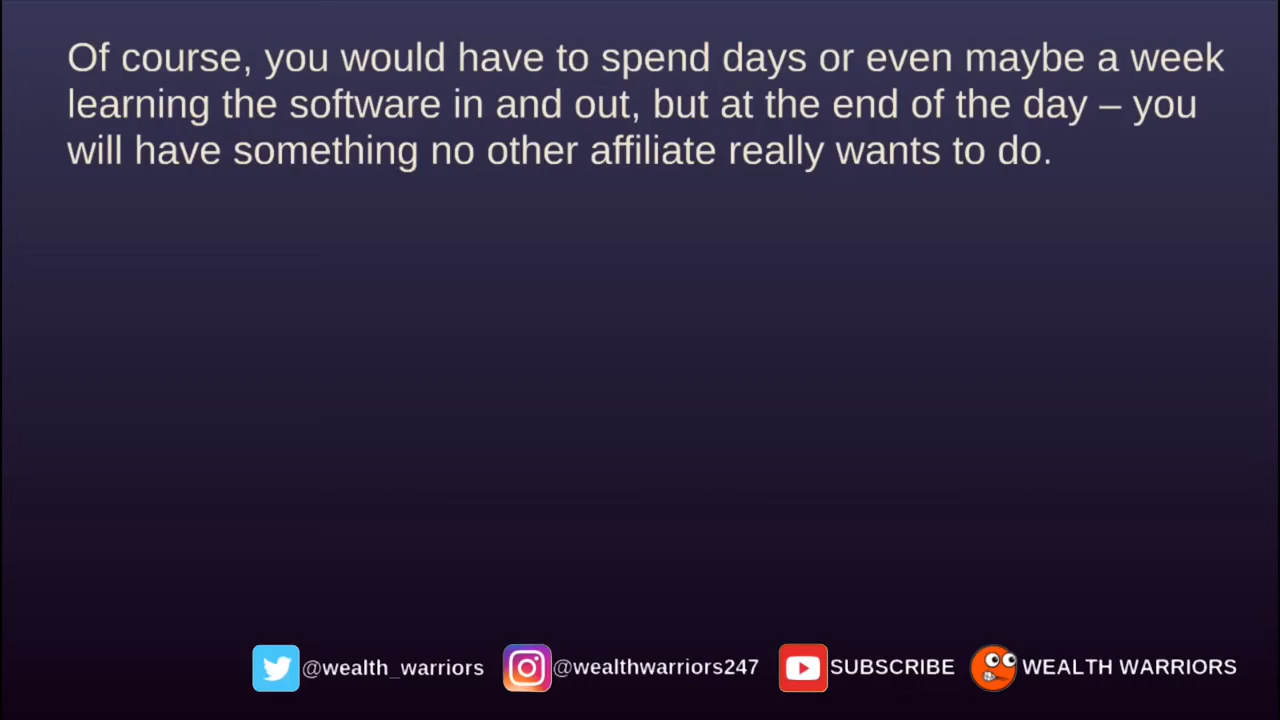 Of course, you would have to spend days or even maybe a week
learning the software in and out, but at the end of the day – you
will have something no other affiliate really wants to do.
@wealth_warriors @wealthwarriors247 SUBSCRIBE WEALTH WARRIORS